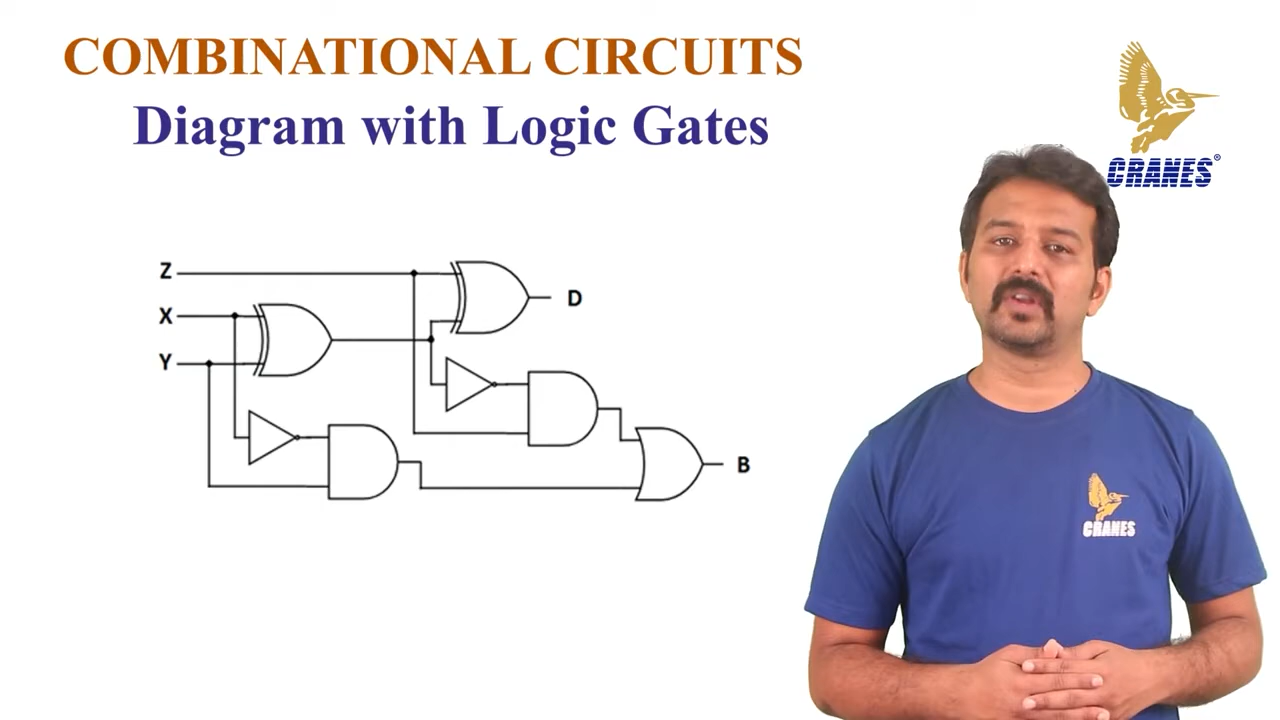 COMBINATIONAL CIRCUITS
Diagram with Logic Gates
CRANES®
Z
D
X
Y
B
CRANES